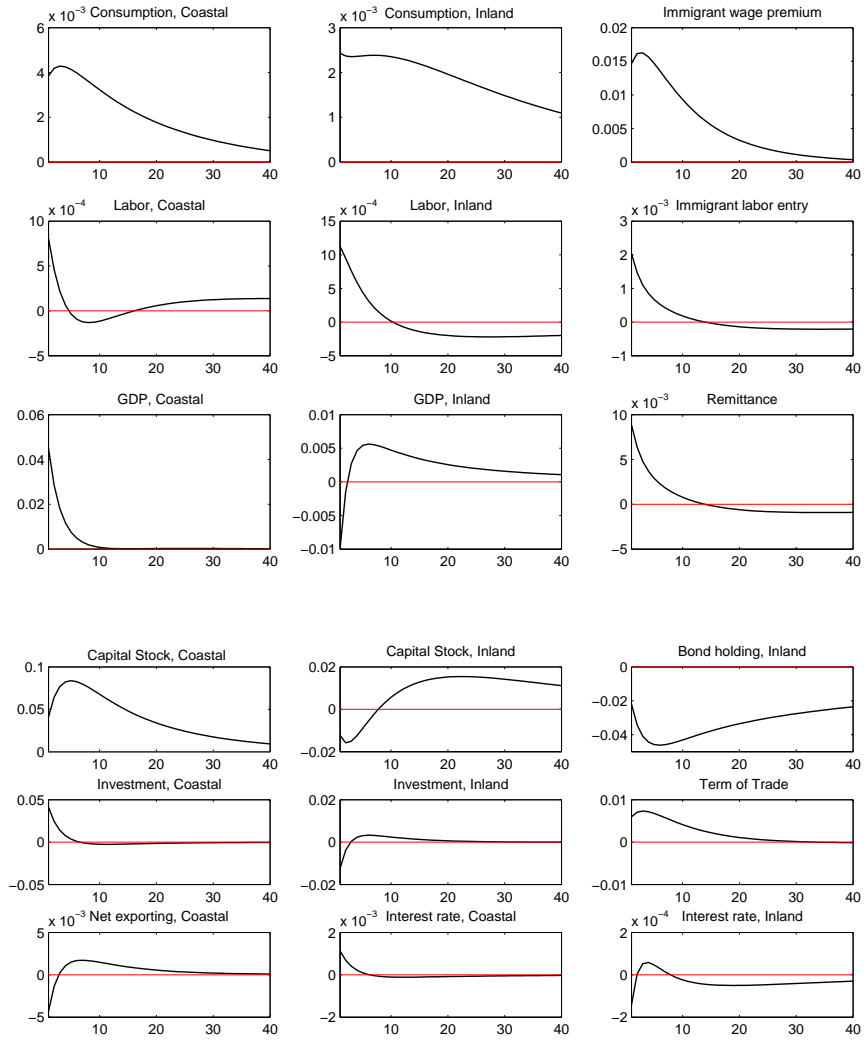 x 10⁻³ Consumption, Coastal
6
4
2
0
10 20 30 40
x 10⁻³ Consumption, Inland
3
2
1
0
10 20 30 40
Immigrant wage premium
0.02
0.015
0.01
0.005
0
10 20 30 40
x 10⁻⁴ Labor, Coastal
10
5
0
−5
10 20 30 40
x 10⁻⁴ Labor, Inland
15
10
5
0
−5
10 20 30 40
x 10⁻³ Immigrant labor entry
3
2
1
0
−1
10 20 30 40
GDP, Coastal
0.06
0.04
0.02
0
10 20 30 40
GDP, Inland
0.01
0.005
0
−0.005
−0.01
10 20 30 40
x 10⁻³ Remittance
10
5
0
−5
10 20 30 40
Capital Stock, Coastal
0.1
0.05
0
10 20 30 40
Capital Stock, Inland
0.02
0
−0.02
10 20 30 40
Bond holding, Inland
0
−0.02
−0.04
10 20 30 40
Investment, Coastal
0.05
0
−0.05
10 20 30 40
Investment, Inland
0.02
0
−0.02
10 20 30 40
Term of Trade
0.01
0
−0.01
10 20 30 40
x 10⁻³ Net exporting, Coastal
5
0
−5
10 20 30 40
x 10⁻³ Interest rate, Coastal
2
0
−2
10 20 30 40
x 10⁻⁴ Interest rate, Inland
2
0
−2
10 20 30 40